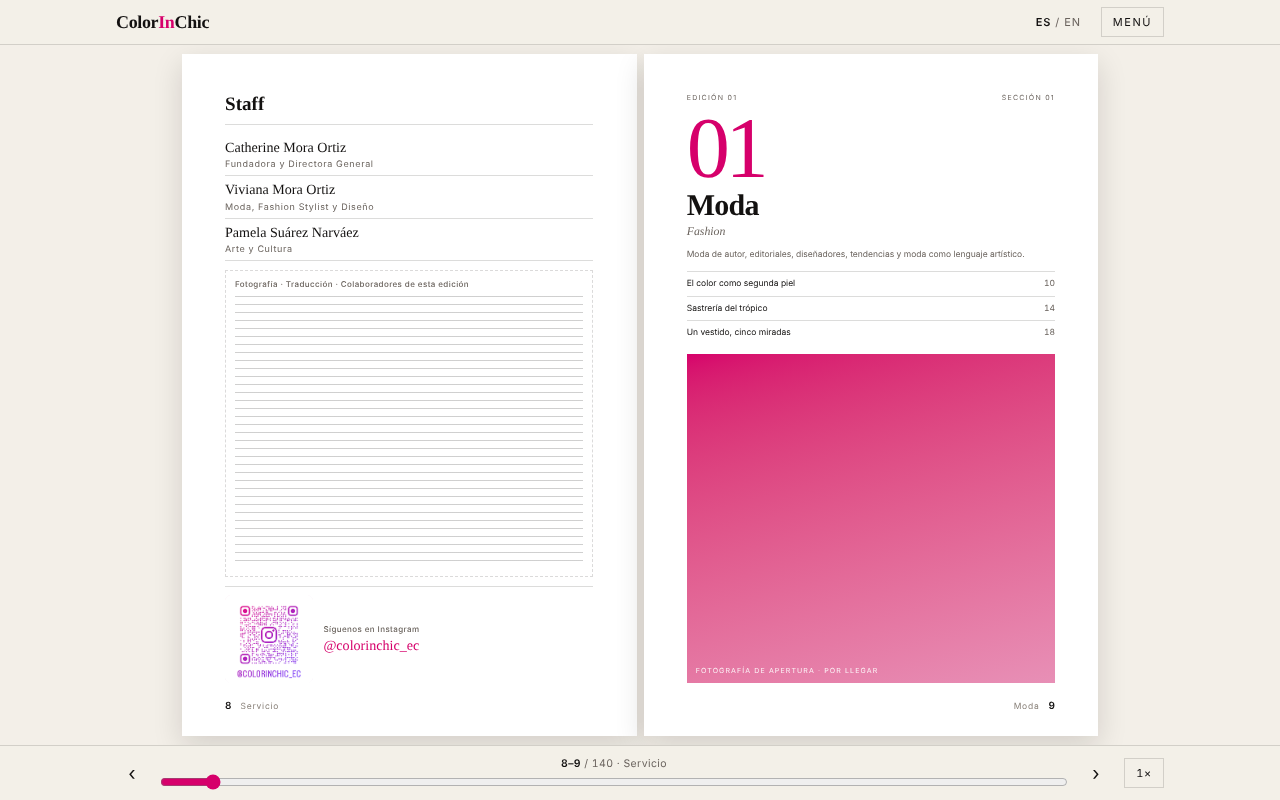 ColorInChic
ES / EN
MENÚ
Staff
Catherine Mora Ortiz
Fundadora y Directora General
Viviana Mora Ortiz
Moda, Fashion Stylist y Diseño
Pamela Suárez Narváez
Arte y Cultura
Fotografía · Traducción · Colaboradores de esta edición
@COLORINCHIC_EC
Síguenos en Instagram
@colorinchic_ec
8 Servicio
EDICIÓN 01
SECCIÓN 01
01
Moda
Fashion
Moda de autor, editoriales, diseñadores, tendencias y moda como lenguaje artístico.
El color como segunda piel 10
Sastrería del trópico 14
Un vestido, cinco miradas 18
FOTOGRAFÍA DE APERTURA · POR LLEGAR
Moda 9
8–9 / 140 · Servicio
‹
›
1×